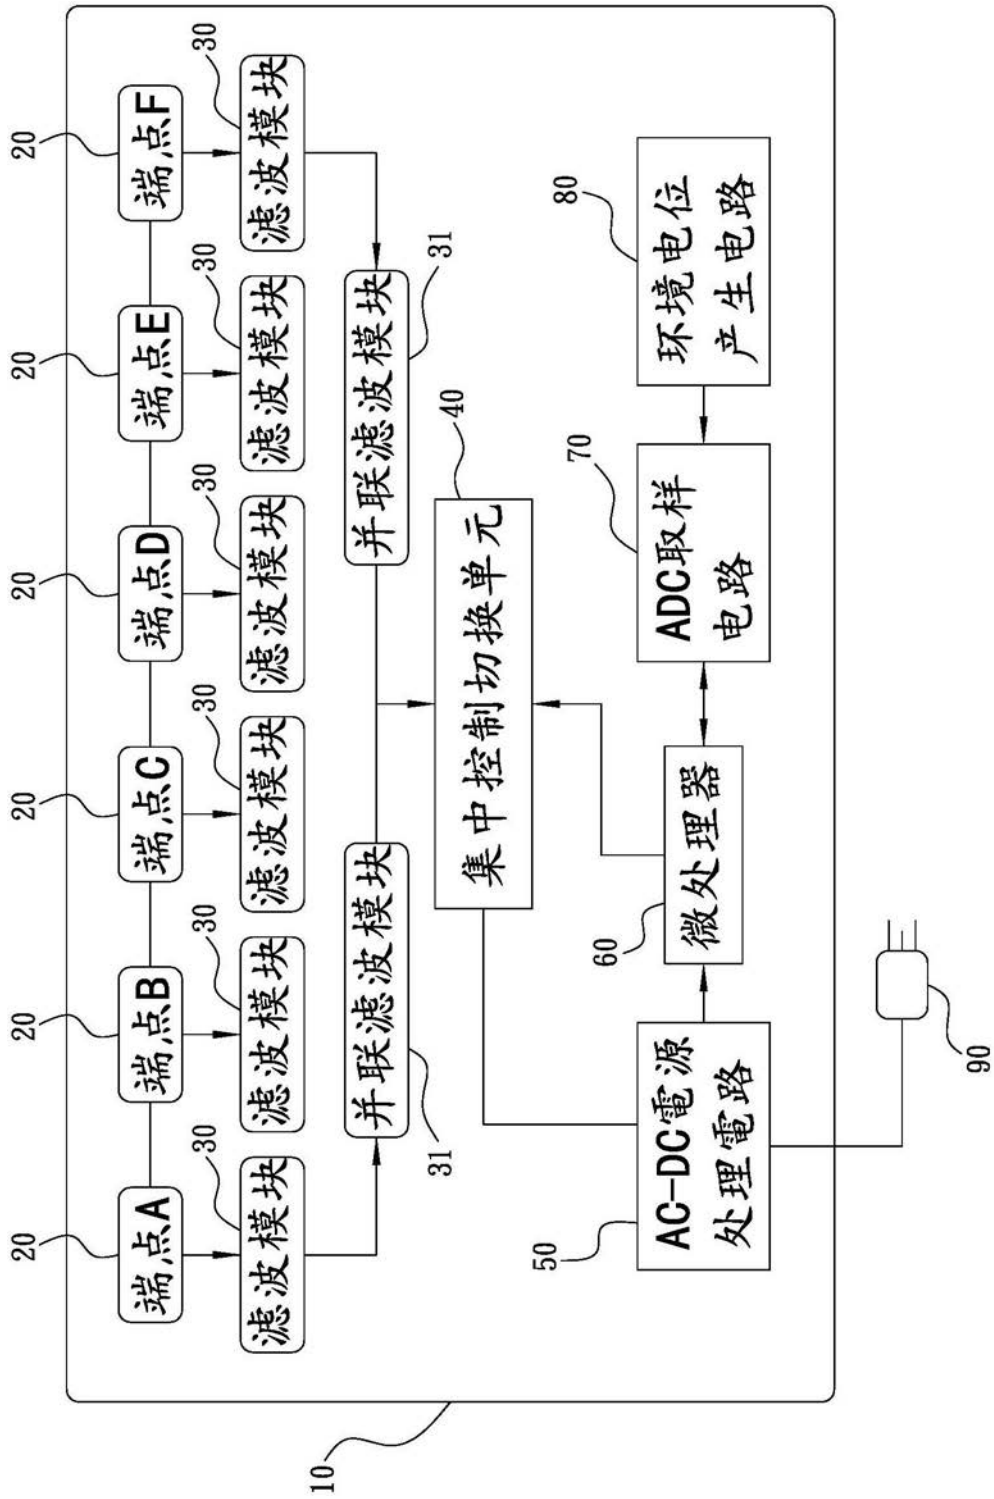 20
20
20
20
20
20
端点A
端点B
端点C
端点D
端点E
端点F
30
30
30
30
30
30
滤波模块
滤波模块
滤波模块
滤波模块
滤波模块
滤波模块
并联滤波模块
并联滤波模块
31
31
40
集中控制切换单元
10
50
AC-DC電源
处理電路
60
微处理器
70
ADC取样
电路
80
环境电位
产生电路
90